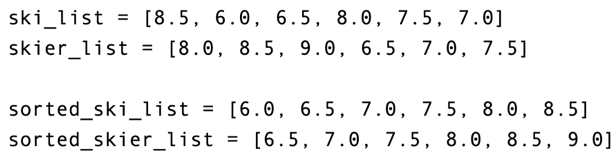 ski_list = [8.5, 6.0, 6.5, 8.0, 7.5, 7.0]
skier_list = [8.0, 8.5, 9.0, 6.5, 7.0, 7.5]
sorted_ski_list = [6.0, 6.5, 7.0, 7.5, 8.0, 8.5]
sorted_skier_list = [6.5, 7.0, 7.5, 8.0, 8.5, 9.0]